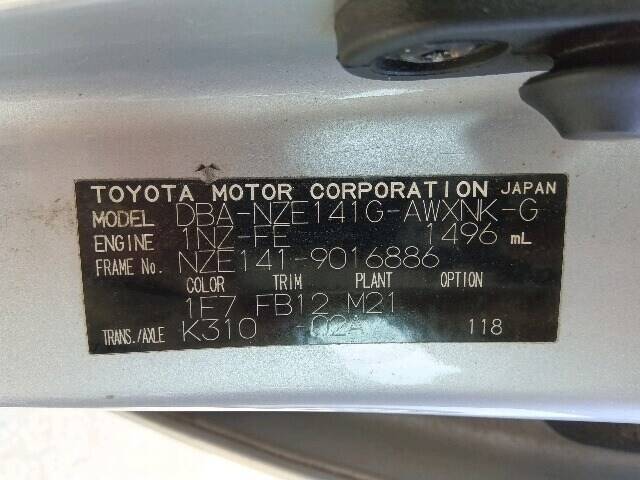 TOYOTA MOTOR CORPORATION JAPAN
MODEL DBA-NZE141G-AWXNK-G
ENGINE 1NZ-FE 1496 mL
FRAME No. NZE141-9016886
COLOR TRIM PLANT OPTION
1F7 FB12 M21
TRANS./AXLE K310 -02A 118